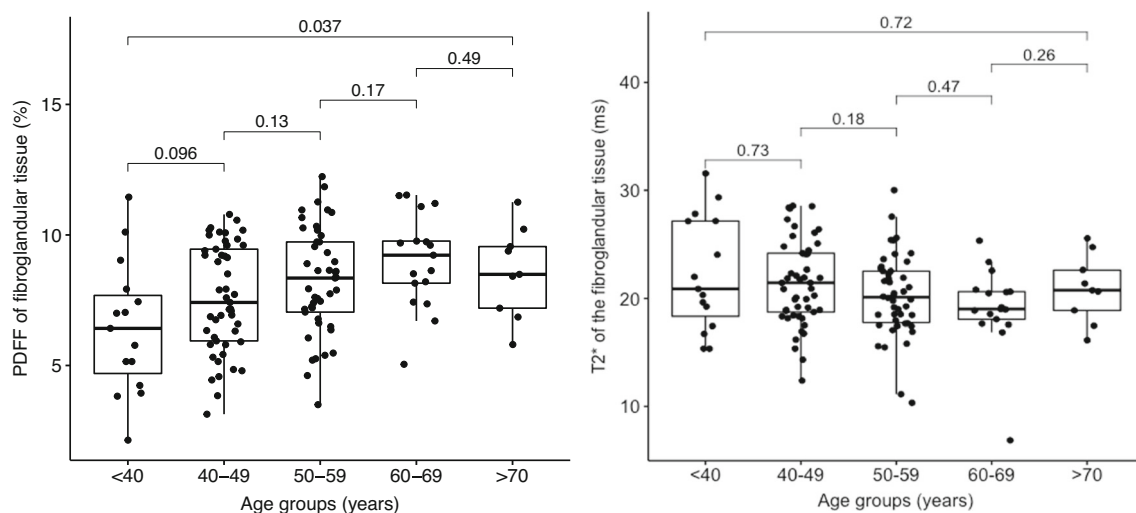 0.037
0.49
0.17
0.13
0.096
15
10
5
PDFF of fibroglandular tissue (%)
<40 40–49 50–59 60–69 >70
Age groups (years)
0.72
0.26
0.47
0.18
0.73
40
30
20
10
T2* of the fibroglandular tissue (ms)
<40 40-49 50-59 60-69 >70
Age groups (years)